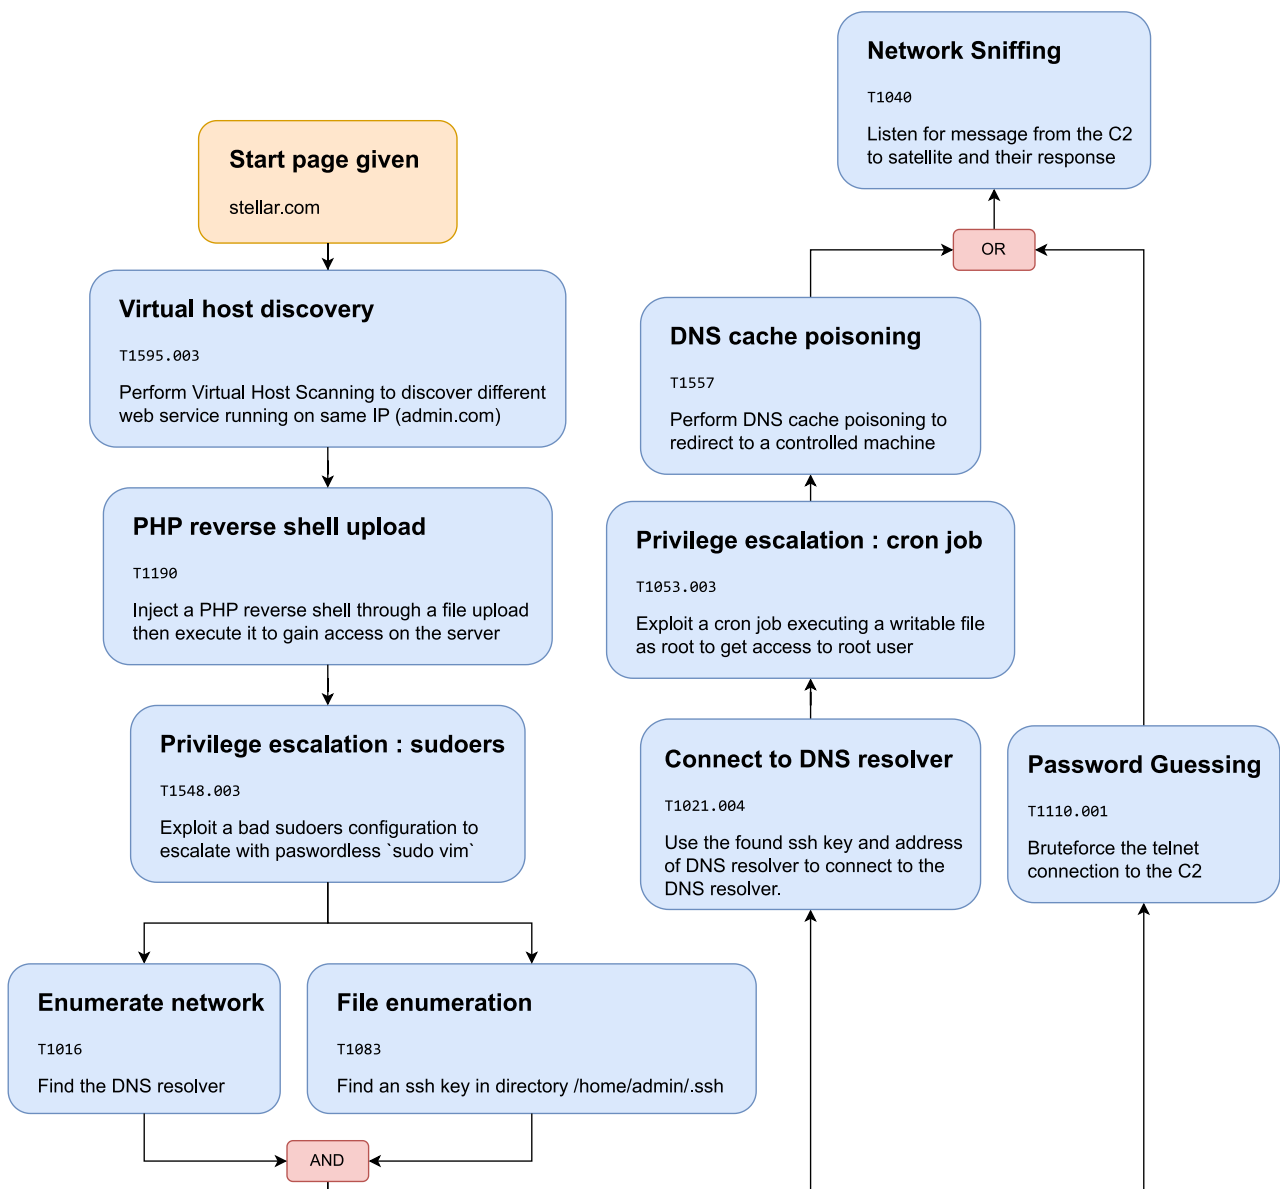 Start page given
stellar.com
Virtual host discovery
T1595.003
Perform Virtual Host Scanning to discover different
web service running on same IP (admin.com)
PHP reverse shell upload
T1190
Inject a PHP reverse shell through a file upload
then execute it to gain access on the server
Privilege escalation : sudoers
T1548.003
Exploit a bad sudoers configuration to
escalate with paswordless `sudo vim`
Enumerate network
T1016
Find the DNS resolver
File enumeration
T1083
Find an ssh key in directory /home/admin/.ssh
AND
Connect to DNS resolver
T1021.004
Use the found ssh key and address
of DNS resolver to connect to the
DNS resolver.
Privilege escalation : cron job
T1053.003
Exploit a cron job executing a writable file
as root to get access to root user
DNS cache poisoning
T1557
Perform DNS cache poisoning to
redirect to a controlled machine
Password Guessing
T1110.001
Bruteforce the telnet
connection to the C2
OR
Network Sniffing
T1040
Listen for message from the C2
to satellite and their response